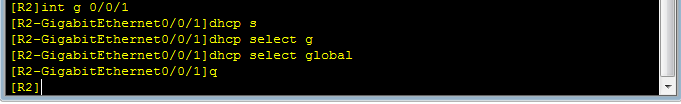 [R2]int g 0/0/1
[R2-GigabitEthernet0/0/1]dhcp s
[R2-GigabitEthernet0/0/1]dhcp select g
[R2-GigabitEthernet0/0/1]dhcp select global
[R2-GigabitEthernet0/0/1]q
[R2]